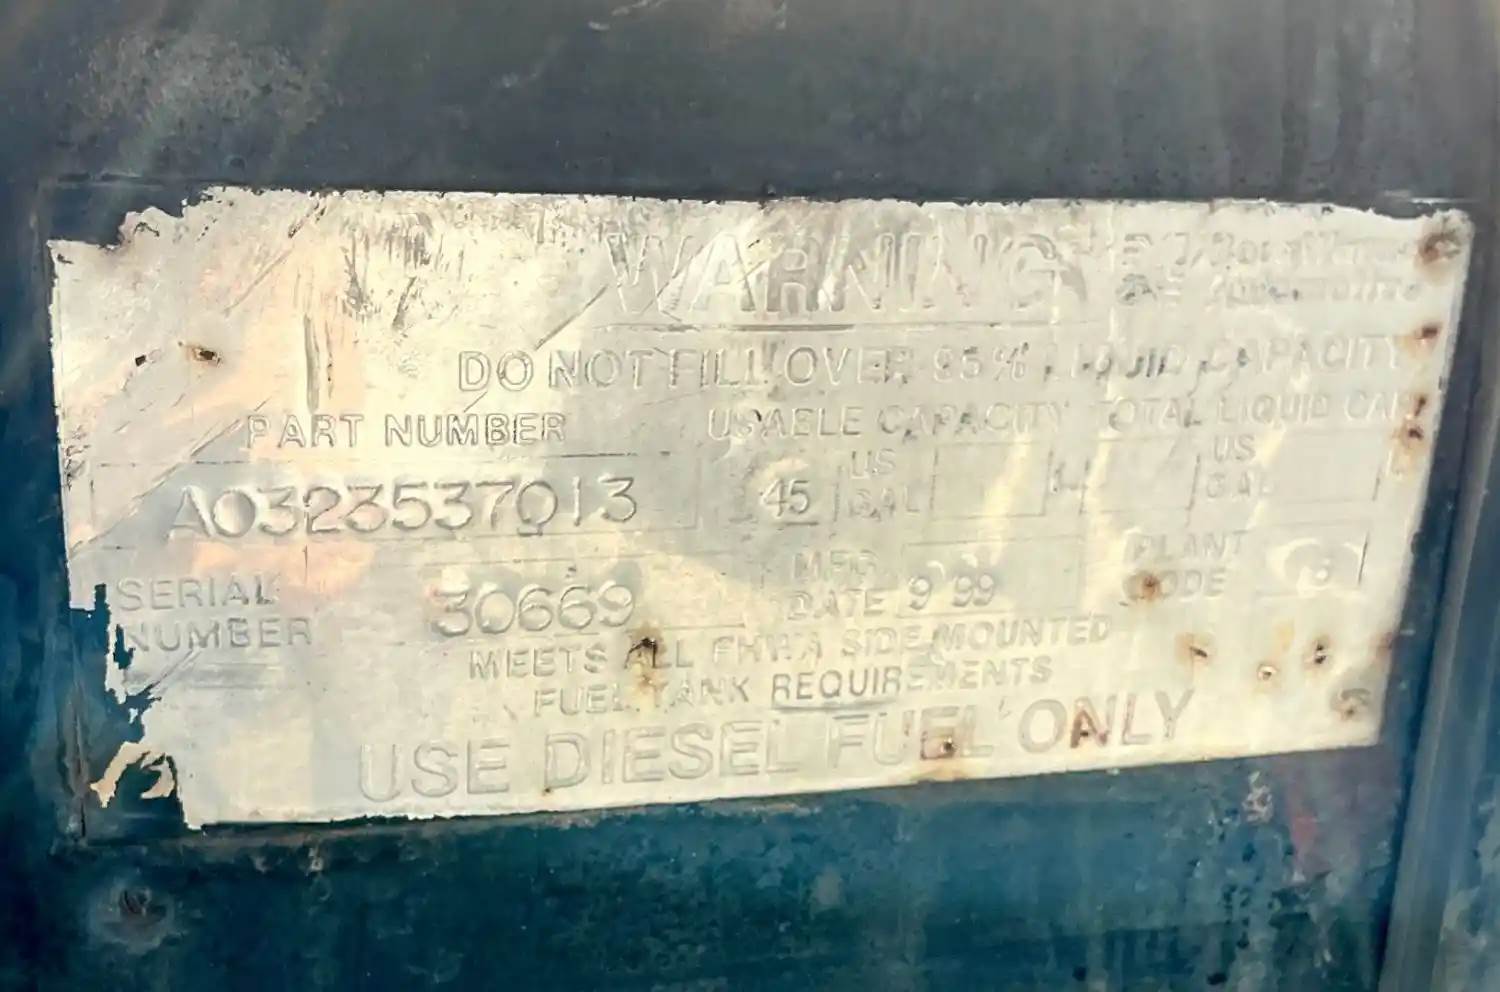 WARNING
DO NOT FILL OVER 95% LIQUID CAPACITY
PART NUMBER USABLE CAPACITY TOTAL LIQUID CAP
A0323537013 45 US GAL US GAL
SERIAL NUMBER 30669 MFG DATE 9 99 PLANT CODE
MEETS ALL FHWA SIDE-MOUNTED
FUEL TANK REQUIREMENTS
USE DIESEL FUEL ONLY